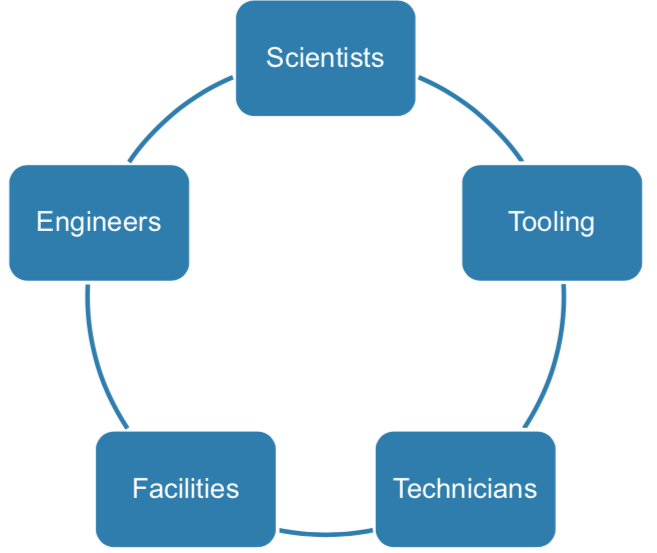 Scientists
Tooling
Technicians
Facilities
Engineers